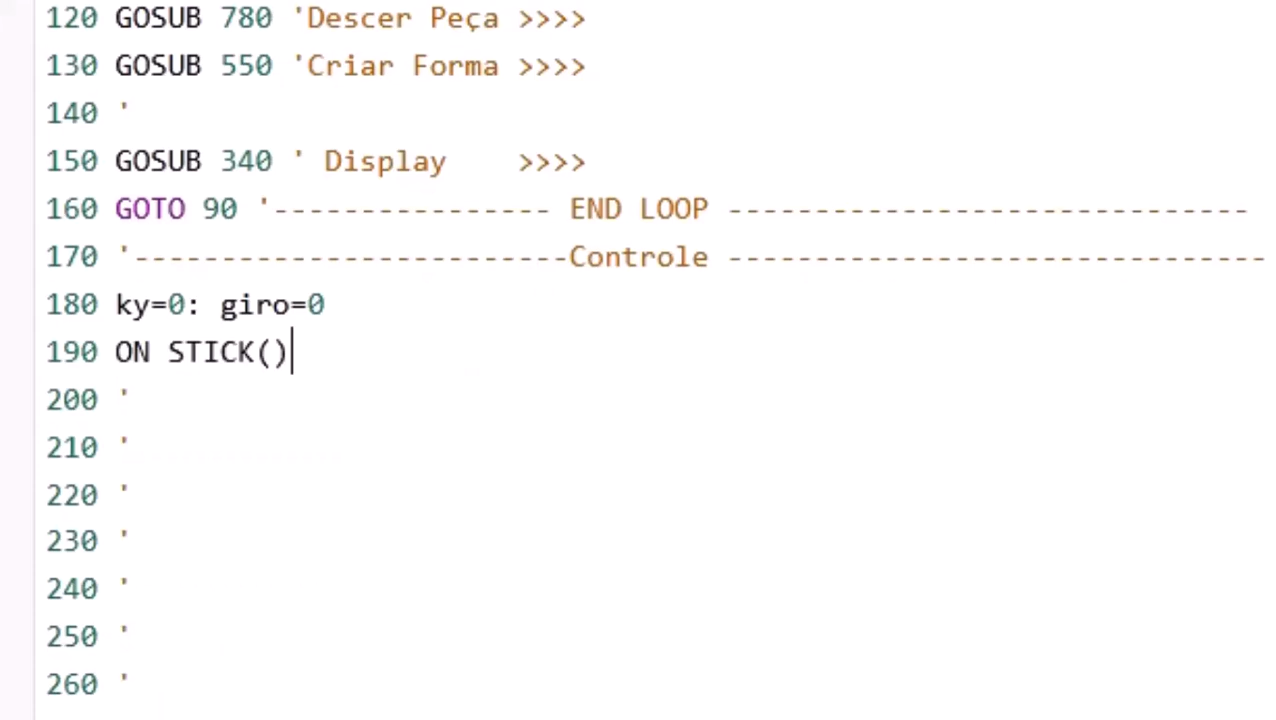 120 GOSUB 780 'Descer Peça >>>>
130 GOSUB 550 'Criar Forma >>>>
140 '
150 GOSUB 340 ' Display    >>>>
160 GOTO 90 '---------------- END LOOP ------------------------------
170 '-------------------------Controle -------------------------------
180 ky=0: giro=0
190 ON STICK()
200 '
210 '
220 '
230 '
240 '
250 '
260 '